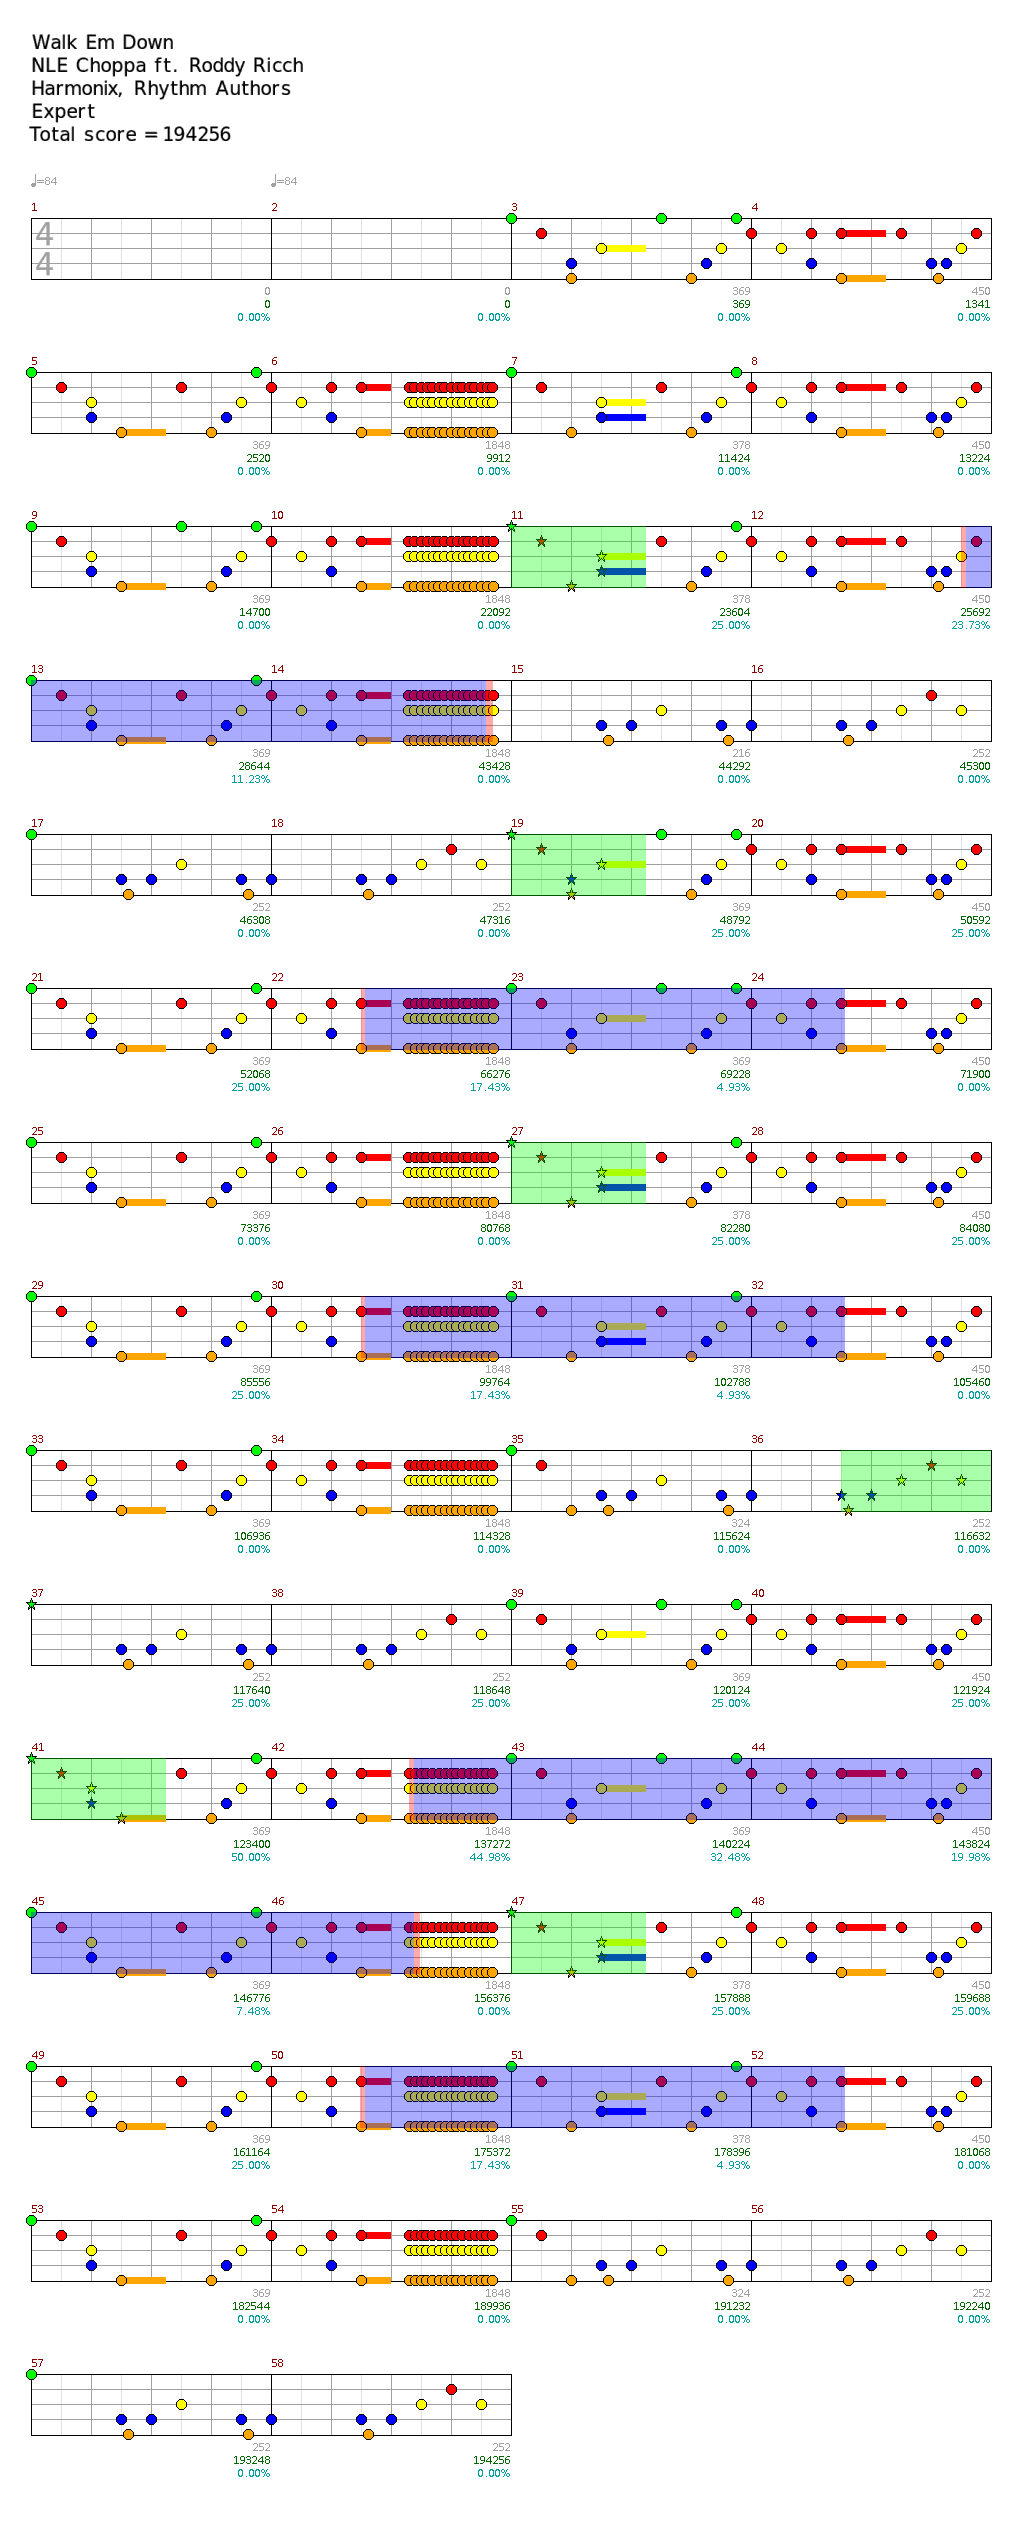 Walk Em Down
NLE Choppa ft. Roddy Ricch
Harmonix, Rhythm Authors
Expert
Total score = 194256
♩=84 ♩=84
1 2 3 4
4
4
0 0 369 450
0 0 369 1341
0.00% 0.00% 0.00% 0.00%
5 6 7 8
369 1848 378 450
2520 9912 11424 13224
0.00% 0.00% 0.00% 0.00%
9 10 11 12
369 1848 378 450
14700 22092 23604 25692
0.00% 0.00% 25.00% 23.73%
13 14 15 16
369 1848 216 252
28644 43428 44292 45300
11.23% 0.00% 0.00% 0.00%
17 18 19 20
252 252 369 450
46308 47316 48792 50592
0.00% 0.00% 25.00% 25.00%
21 22 23 24
369 1848 369 450
52068 66276 69228 71900
25.00% 17.43% 4.93% 0.00%
25 26 27 28
369 1848 378 450
73376 80768 82280 84080
0.00% 0.00% 25.00% 25.00%
29 30 31 32
369 1848 378 450
85556 99764 102788 105460
25.00% 17.43% 4.93% 0.00%
33 34 35 36
369 1848 324 252
106936 114328 115624 116632
0.00% 0.00% 0.00% 0.00%
37 38 39 40
252 252 369 450
117640 118648 120124 121924
25.00% 25.00% 25.00% 25.00%
41 42 43 44
369 1848 369 450
123400 137272 140224 143824
50.00% 44.98% 32.48% 19.98%
45 46 47 48
369 1848 378 450
146776 156376 157888 159688
7.48% 0.00% 25.00% 25.00%
49 50 51 52
369 1848 378 450
161164 175372 178396 181068
25.00% 17.43% 4.93% 0.00%
53 54 55 56
369 1848 324 252
182544 189936 191232 192240
0.00% 0.00% 0.00% 0.00%
57 58
252 252
193248 194256
0.00% 0.00%